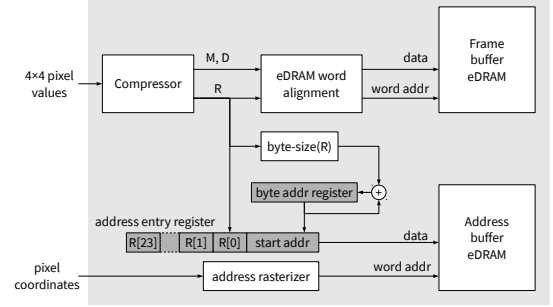 M, D
data
Frame
buffer
eDRAM
4×4 pixel
values
Compressor
eDRAM word
alignment
R
word addr
byte-size(R)
byte addr register
+
address entry register
R[23]
R[1]
R[0]
start addr
data
Address
buffer
eDRAM
pixel
coordinates
address rasterizer
word addr